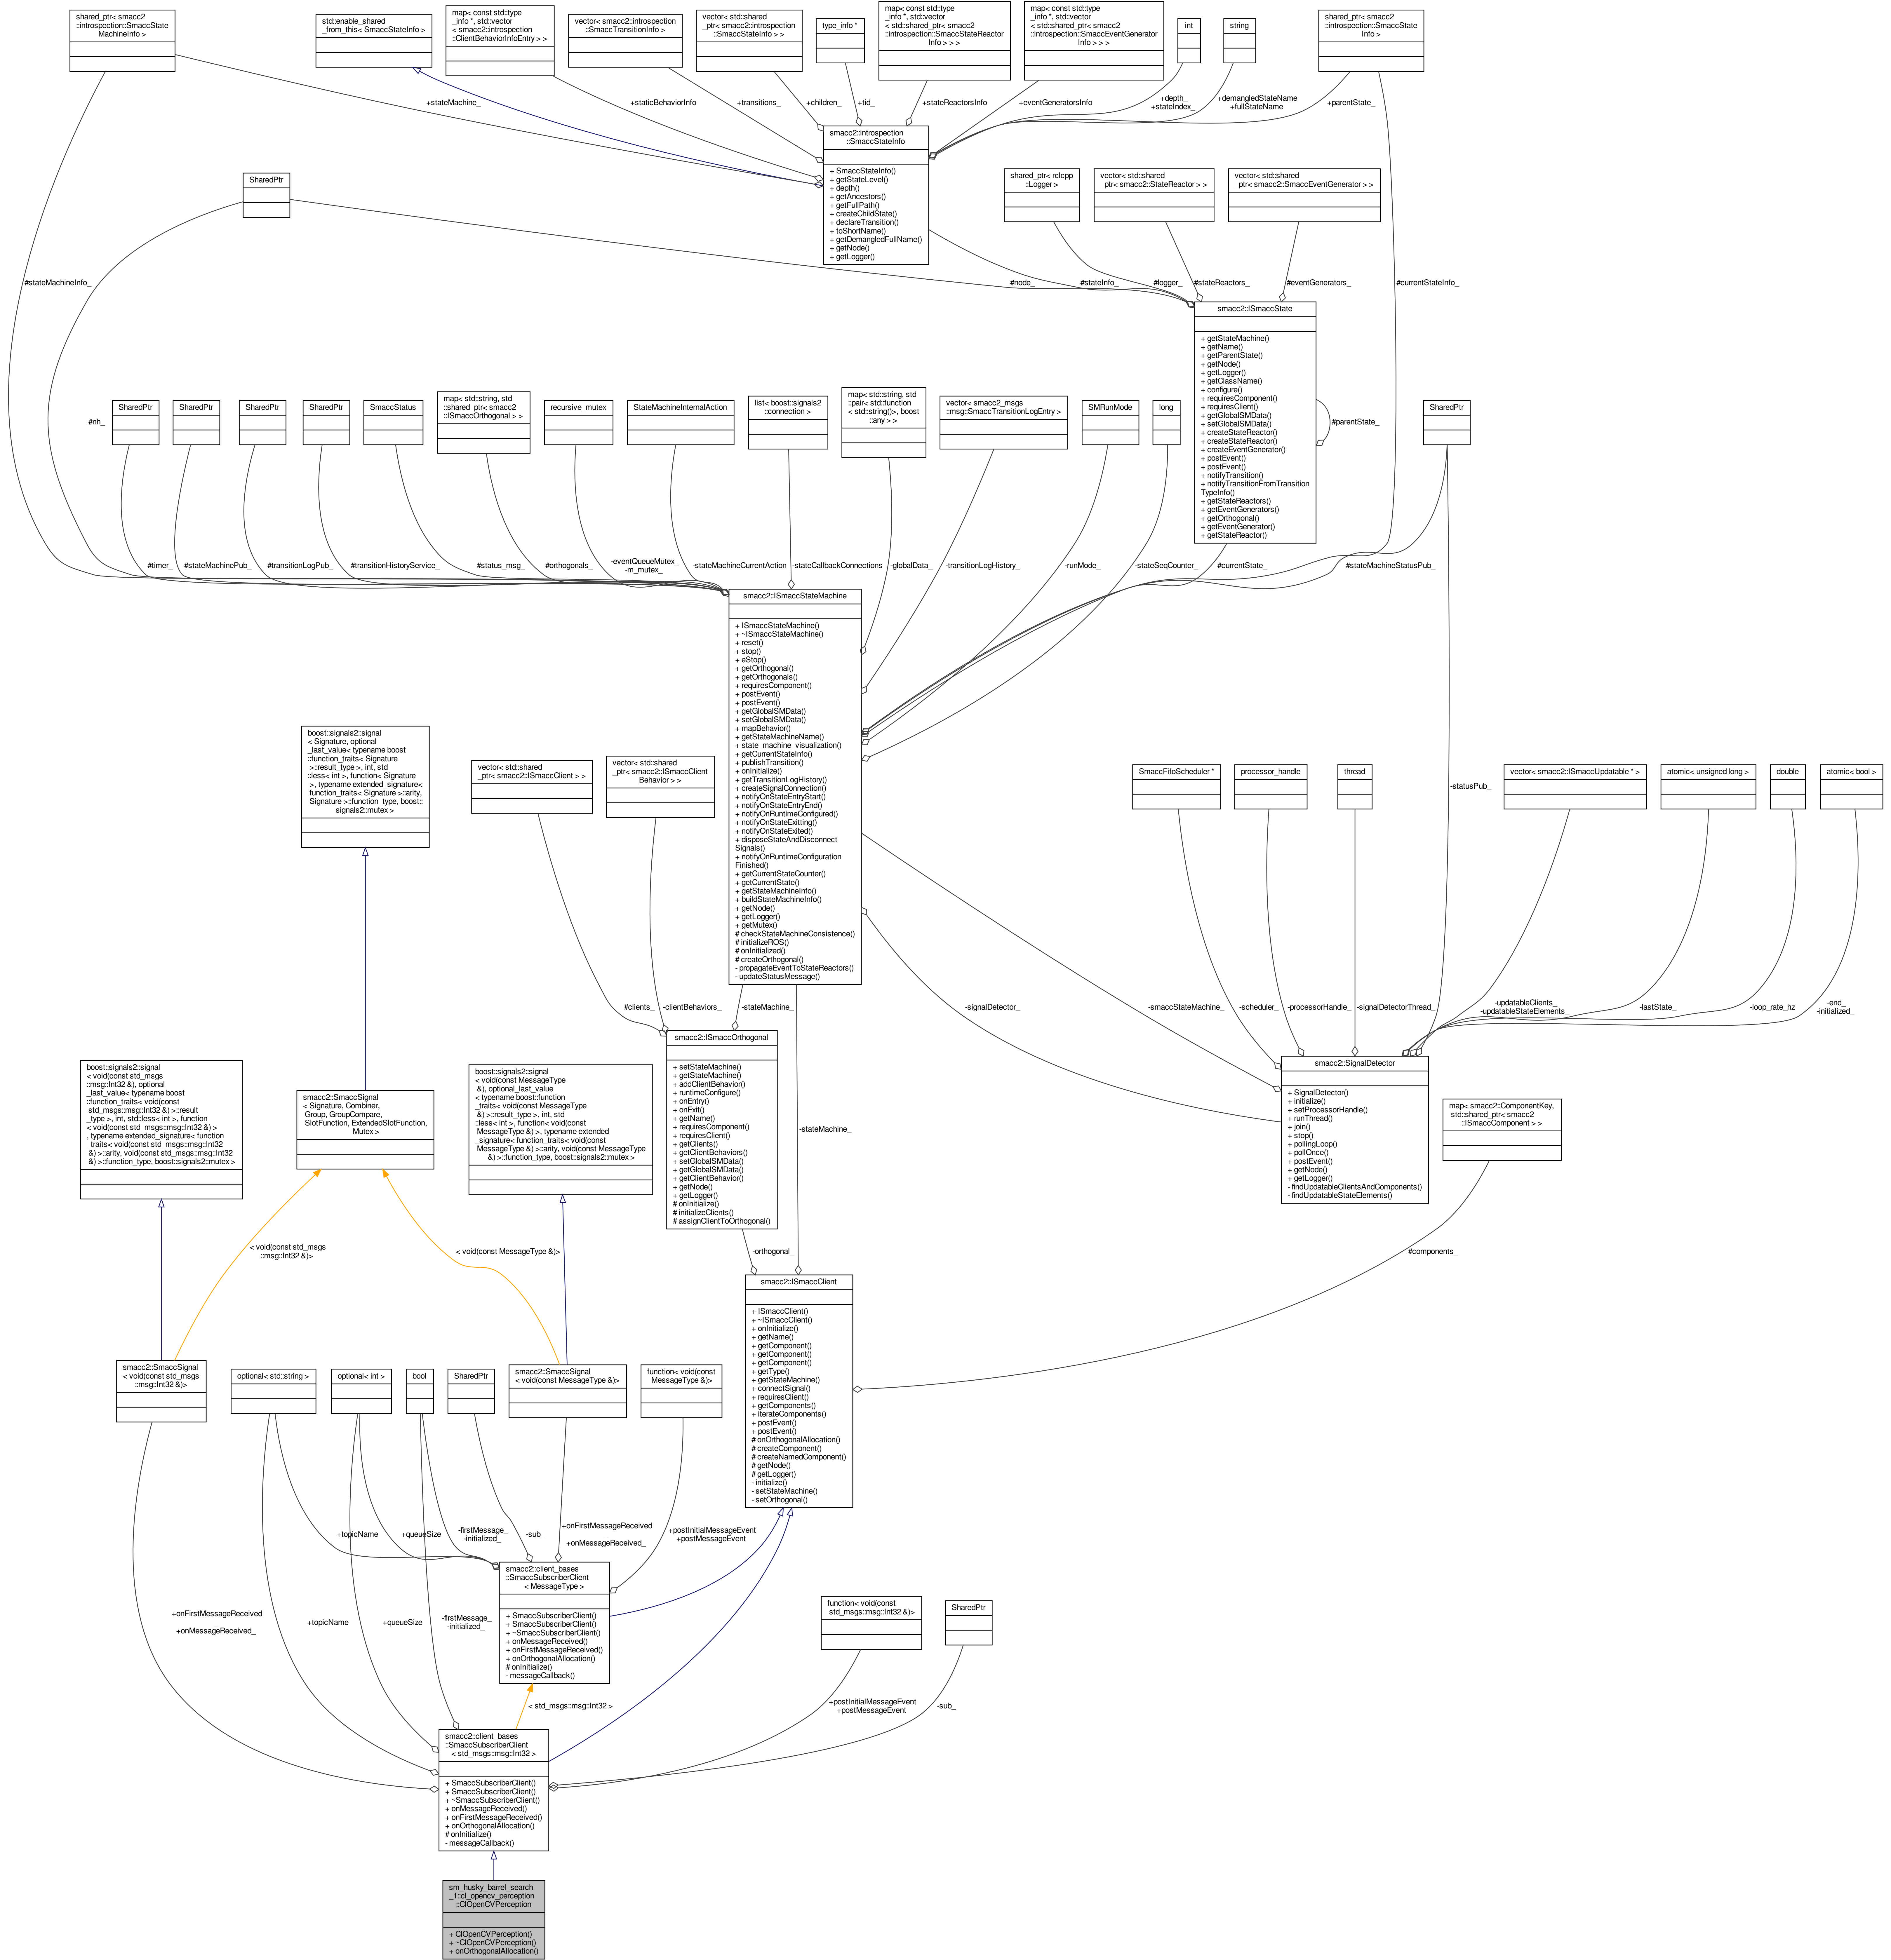 shared_ptr< smacc2
::introspection::SmaccState
MachineInfo >
std::enable_shared
_from_this< SmaccStateInfo >
map< const std::type
_info *, std::vector
< smacc2::introspection
::ClientBehaviorInfoEntry > >
vector< smacc2::introspection
::SmaccTransitionInfo >
vector< std::shared
_ptr< smacc2::introspection
::SmaccStateInfo > >
type_info *
map< const std::type
_info *, std::vector
< std::shared_ptr< smacc2
::introspection::SmaccStateReactor
Info > > >
map< const std::type
_info *, std::vector
< std::shared_ptr< smacc2
::introspection::SmaccEventGenerator
Info > > >
int
string
shared_ptr< smacc2
::introspection::SmaccState
Info >
+stateMachine_
+staticBehaviorInfo
+transitions_
+children_
+tid_
+stateReactorsInfo
+eventGeneratorsInfo
+depth_
+stateIndex_
+demangledStateName
+fullStateName
+parentState_
smacc2::introspection
::SmaccStateInfo
+ SmaccStateInfo()
+ getStateLevel()
+ depth()
+ getAncestors()
+ getFullPath()
+ createChildState()
+ declareTransition()
+ toShortName()
+ getDemangledFullName()
+ getNode()
+ getLogger()
SharedPtr
shared_ptr< rclcpp
::Logger >
vector< std::shared
_ptr< smacc2::StateReactor > >
vector< std::shared
_ptr< smacc2::SmaccEventGenerator > >
#stateMachineInfo_
#node_
#stateInfo_
#logger_
#stateReactors_
#eventGenerators_
#currentStateInfo_
smacc2::ISmaccState
+ getStateMachine()
+ getName()
+ getParentState()
+ getNode()
+ getLogger()
+ getClassName()
+ configure()
+ requiresComponent()
+ requiresClient()
+ getGlobalSMData()
+ setGlobalSMData()
+ createStateReactor()
+ createStateReactor()
+ createEventGenerator()
+ postEvent()
+ postEvent()
+ notifyTransition()
+ notifyTransitionFromTransition
TypeInfo()
+ getStateReactors()
+ getEventGenerators()
+ getOrthogonal()
+ getEventGenerator()
+ getStateReactor()
#parentState_
#nh_
SharedPtr
SharedPtr
SharedPtr
SharedPtr
SmaccStatus
map< std::string, std
::shared_ptr< smacc2
::ISmaccOrthogonal > >
recursive_mutex
StateMachineInternalAction
list< boost::signals2
::connection >
map< std::string, std
::pair< std::function
< std::string()>, boost
::any > >
vector< smacc2_msgs
::msg::SmaccTransitionLogEntry >
SMRunMode
long
SharedPtr
#timer_
#stateMachinePub_
#transitionLogPub_
#transitionHistoryService_
#status_msg_
#orthogonals_
-eventQueueMutex_
-m_mutex_
-stateMachineCurrentAction
-stateCallbackConnections
-globalData_
-transitionLogHistory_
-runMode_
-stateSeqCounter_
#currentState_
#stateMachineStatusPub_
smacc2::ISmaccStateMachine
+ ISmaccStateMachine()
+ ~ISmaccStateMachine()
+ reset()
+ stop()
+ eStop()
+ getOrthogonal()
+ getOrthogonals()
+ requiresComponent()
+ postEvent()
+ postEvent()
+ getGlobalSMData()
+ setGlobalSMData()
+ mapBehavior()
+ getStateMachineName()
+ state_machine_visualization()
+ getCurrentStateInfo()
+ publishTransition()
+ onInitialize()
+ getTransitionLogHistory()
+ createSignalConnection()
+ notifyOnStateEntryStart()
+ notifyOnStateEntryEnd()
+ notifyOnRuntimeConfigured()
+ notifyOnStateExitting()
+ notifyOnStateExited()
+ disposeStateAndDisconnect
Signals()
+ notifyOnRuntimeConfiguration
Finished()
+ getCurrentStateCounter()
+ getCurrentState()
+ getStateMachineInfo()
+ buildStateMachineInfo()
+ getNode()
+ getLogger()
+ getMutex()
# checkStateMachineConsistence()
# initializeROS()
# onInitialized()
# createOrthogonal()
- propagateEventToStateReactors()
- updateStatusMessage()
boost::signals2::signal
< Signature, optional
_last_value< typename boost
::function_traits< Signature
>::result_type >, int, std
::less< int >, function< Signature
>, typename extended_signature<
function_traits< Signature >::arity,
Signature >::function_type, boost::
signals2::mutex >
vector< std::shared
_ptr< smacc2::ISmaccClient > >
vector< std::shared
_ptr< smacc2::ISmaccClient
Behavior > >
SmaccFifoScheduler *
processor_handle
thread
vector< smacc2::ISmaccUpdatable * >
atomic< unsigned long >
double
atomic< bool >
-statusPub_
#clients_
-clientBehaviors_
-stateMachine_
-signalDetector_
-smaccStateMachine_
-scheduler_
-processorHandle_
-signalDetectorThread_
-updatableClients_
-updatableStateElements_
-lastState_
-loop_rate_hz
-end_
-initialized_
smacc2::ISmaccOrthogonal
+ setStateMachine()
+ getStateMachine()
+ addClientBehavior()
+ runtimeConfigure()
+ onEntry()
+ onExit()
+ getName()
+ requiresComponent()
+ requiresClient()
+ getClients()
+ getClientBehaviors()
+ setGlobalSMData()
+ getGlobalSMData()
+ getClientBehavior()
+ getNode()
+ getLogger()
# onInitialize()
# initializeClients()
# assignClientToOrthogonal()
smacc2::SignalDetector
+ SignalDetector()
+ initialize()
+ setProcessorHandle()
+ runThread()
+ join()
+ stop()
+ pollingLoop()
+ pollOnce()
+ postEvent()
+ getNode()
+ getLogger()
- findUpdatableClientsAndComponents()
- findUpdatableStateElements()
map< smacc2::ComponentKey,
std::shared_ptr< smacc2
::ISmaccComponent > >
boost::signals2::signal
< void(const std_msgs
::msg::Int32 &), optional
_last_value< typename boost
::function_traits< void(const
std_msgs::msg::Int32 &) >::result
_type >, int, std::less< int >, function
< void(const std_msgs::msg::Int32 &) >
, typename extended_signature< function
_traits< void(const std_msgs::msg::Int32
&) >::arity, void(const std_msgs::msg::Int32
&) >::function_type, boost::signals2::mutex >
smacc2::SmaccSignal
< Signature, Combiner,
Group, GroupCompare,
SlotFunction, ExtendedSlotFunction,
Mutex >
boost::signals2::signal
< void(const MessageType
&), optional_last_value
< typename boost::function
_traits< void(const MessageType
&) >::result_type >, int, std
::less< int >, function< void(const
MessageType &) >, typename extended
_signature< function_traits< void(const
MessageType &) >::arity, void(const MessageType
&) >::function_type, boost::signals2::mutex >
-stateMachine_
< void(const std_msgs
::msg::Int32 &)>
< void(const MessageType &)>
-orthogonal_
#components_
smacc2::ISmaccClient
+ ISmaccClient()
+ ~ISmaccClient()
+ onInitialize()
+ getName()
+ getComponent()
+ getComponent()
+ getComponent()
+ getType()
+ getStateMachine()
+ connectSignal()
+ requiresClient()
+ getComponents()
+ iterateComponents()
+ postEvent()
+ postEvent()
# onOrthogonalAllocation()
# createComponent()
# createNamedComponent()
# getNode()
# getLogger()
- initialize()
- setStateMachine()
- setOrthogonal()
smacc2::SmaccSignal
< void(const std_msgs
::msg::Int32 &)>
optional< std::string >
optional< int >
bool
SharedPtr
smacc2::SmaccSignal
< void(const MessageType &)>
function< void(const
MessageType &)>
+topicName
+queueSize
-firstMessage_
-initialized_
-sub_
+onFirstMessageReceived
_
+onMessageReceived_
+postInitialMessageEvent
+postMessageEvent
smacc2::client_bases
::SmaccSubscriberClient
< MessageType >
+ SmaccSubscriberClient()
+ SmaccSubscriberClient()
+ ~SmaccSubscriberClient()
+ onMessageReceived()
+ onFirstMessageReceived()
+ onOrthogonalAllocation()
# onInitialize()
- messageCallback()
function< void(const
std_msgs::msg::Int32 &)>
SharedPtr
+onFirstMessageReceived
_
+onMessageReceived_
+topicName
+queueSize
-firstMessage_
-initialized_
< std_msgs::msg::Int32 >
+postInitialMessageEvent
+postMessageEvent
-sub_
smacc2::client_bases
::SmaccSubscriberClient
< std_msgs::msg::Int32 >
+ SmaccSubscriberClient()
+ SmaccSubscriberClient()
+ ~SmaccSubscriberClient()
+ onMessageReceived()
+ onFirstMessageReceived()
+ onOrthogonalAllocation()
# onInitialize()
- messageCallback()
sm_husky_barrel_search
_1::cl_opencv_perception
::ClOpenCVPerception
+ ClOpenCVPerception()
+ ~ClOpenCVPerception()
+ onOrthogonalAllocation()